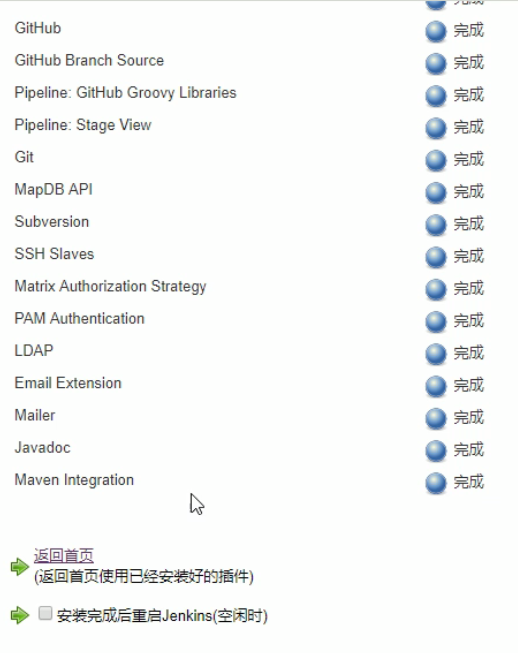 完成
GitHub 完成
GitHub Branch Source 完成
Pipeline: GitHub Groovy Libraries 完成
Pipeline: Stage View 完成
Git 完成
MapDB API 完成
Subversion 完成
SSH Slaves 完成
Matrix Authorization Strategy 完成
PAM Authentication 完成
LDAP 完成
Email Extension 完成
Mailer 完成
Javadoc 完成
Maven Integration 完成
返回首页
(返回首页使用已经安装好的插件)
安装完成后重启Jenkins(空闲时)